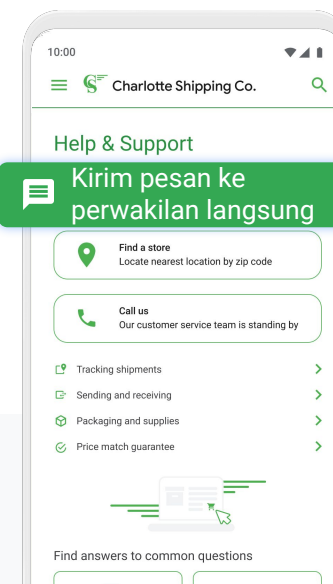 10:00
Charlotte Shipping Co.
Help & Support
Kirim pesan ke
perwakilan langsung
Find a store
Locate nearest location by zip code
Call us
Our customer service team is standing by
Tracking shipments
Sending and receiving
Packaging and supplies
Price match guarantee
Find answers to common questions